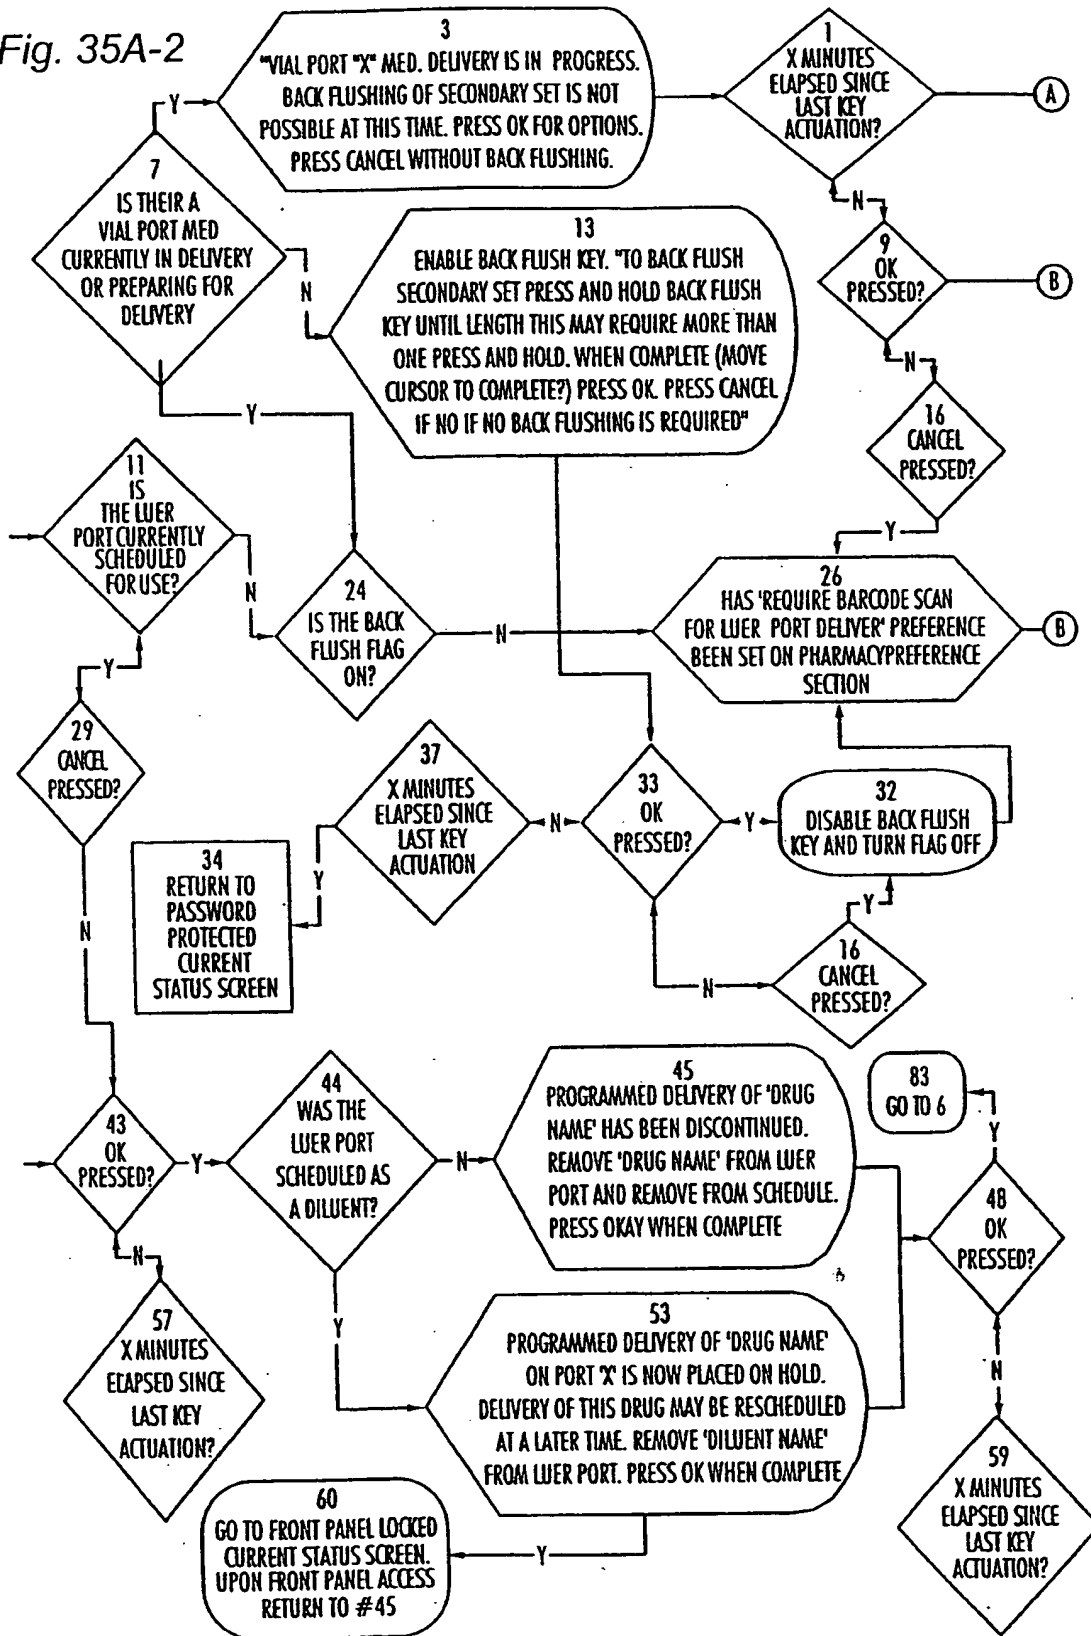 Fig. 35A-2
3
"VIAL PORT "X" MED. DELIVERY IS IN PROGRESS.
BACK FLUSHING OF SECONDARY SET IS NOT
POSSIBLE AT THIS TIME. PRESS OK FOR OPTIONS.
PRESS CANCEL WITHOUT BACK FLUSHING.
1
X MINUTES
ELAPSED SINCE
LAST KEY
ACTUATION?
A
Y
7
IS THEIR A
VIAL PORT MED
CURRENTLY IN DELIVERY
OR PREPARING FOR
DELIVERY
N
13
ENABLE BACK FLUSH KEY. "TO BACK FLUSH
SECONDARY SET PRESS AND HOLD BACK FLUSH
KEY UNTIL LENGTH THIS MAY REQUIRE MORE THAN
ONE PRESS AND HOLD. WHEN COMPLETE (MOVE
CURSOR TO COMPLETE?) PRESS OK. PRESS CANCEL
IF NO IF NO BACK FLUSHING IS REQUIRED"
N
9
OK
PRESSED?
B
N
16
CANCEL
PRESSED?
Y
Y
11
IS
THE LUER
PORT CURRENTLY
SCHEDULED
FOR USE?
N
24
IS THE BACK
FLUSH FLAG
ON?
N
26
HAS 'REQUIRE BARCODE SCAN
FOR LUER PORT DELIVER' PREFERENCE
BEEN SET ON PHARMACYPREFERENCE
SECTION
B
Y
29
CANCEL
PRESSED?
37
X MINUTES
ELAPSED SINCE
LAST KEY
ACTUATION
N
33
OK
PRESSED?
Y
32
DISABLE BACK FLUSH
KEY AND TURN FLAG OFF
Y
34
RETURN TO
PASSWORD
PROTECTED
CURRENT
STATUS SCREEN
N
Y
16
CANCEL
PRESSED?
N
43
OK
PRESSED?
Y
44
WAS THE
LUER PORT
SCHEDULED AS
A DILUENT?
N
45
PROGRAMMED DELIVERY OF 'DRUG
NAME' HAS BEEN DISCONTINUED.
REMOVE 'DRUG NAME' FROM LUER
PORT AND REMOVE FROM SCHEDULE.
PRESS OKAY WHEN COMPLETE
83
GO TO 6
Y
48
OK
PRESSED?
N
57
X MINUTES
ELAPSED SINCE
LAST KEY
ACTUATION?
Y
53
PROGRAMMED DELIVERY OF 'DRUG NAME'
ON PORT 'X' IS NOW PLACED ON HOLD.
DELIVERY OF THIS DRUG MAY BE RESCHEDULED
AT A LATER TIME. REMOVE 'DILUENT NAME'
FROM LUER PORT. PRESS OK WHEN COMPLETE
N
59
X MINUTES
ELAPSED SINCE
LAST KEY
ACTUATION?
60
GO TO FRONT PANEL LOCKED
CURRENT STATUS SCREEN.
UPON FRONT PANEL ACCESS
RETURN TO #45
Y